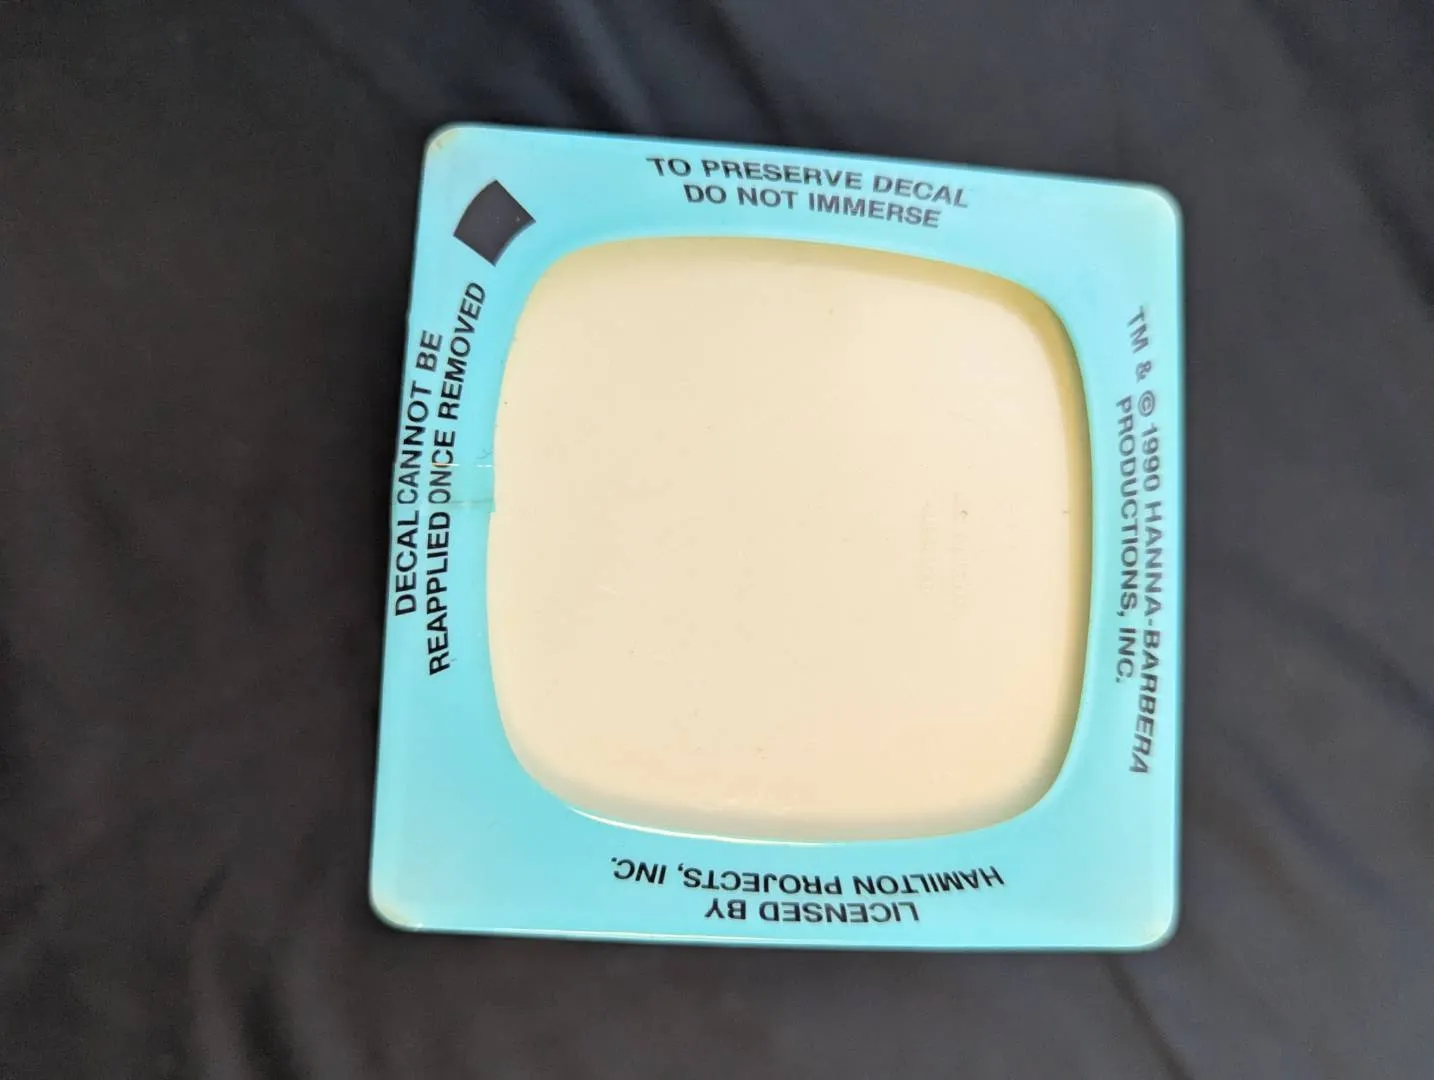 TO PRESERVE DECAL
DO NOT IMMERSE
TM & © 1990 HANNA-BARBERA
PRODUCTIONS, INC.
LICENSED BY
HAMILTON PROJECTS, INC.
DECAL CANNOT BE
REAPPLIED ONCE REMOVED